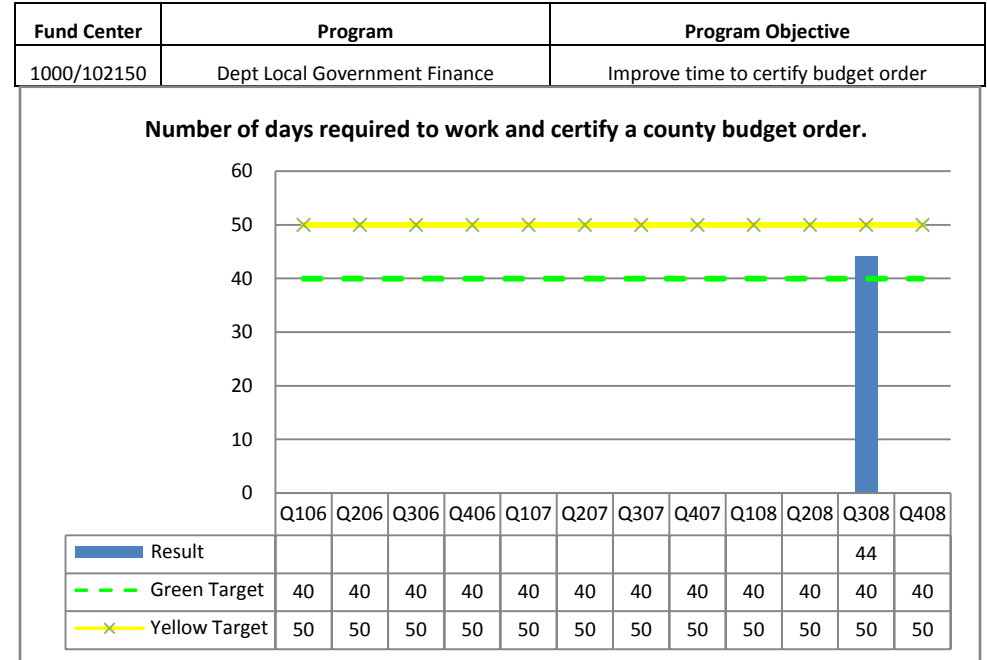 Fund Center Program Program Objective
1000/102150 Dept Local Government Finance Improve time to certify budget order
Number of days required to work and certify a county budget order.
60
50
40
30
20
10
0
Q106 Q206 Q306 Q406 Q107 Q207 Q307 Q407 Q108 Q208 Q308 Q408
Result 44
Green Target 40 40 40 40 40 40 40 40 40 40 40 40
Yellow Target 50 50 50 50 50 50 50 50 50 50 50 50